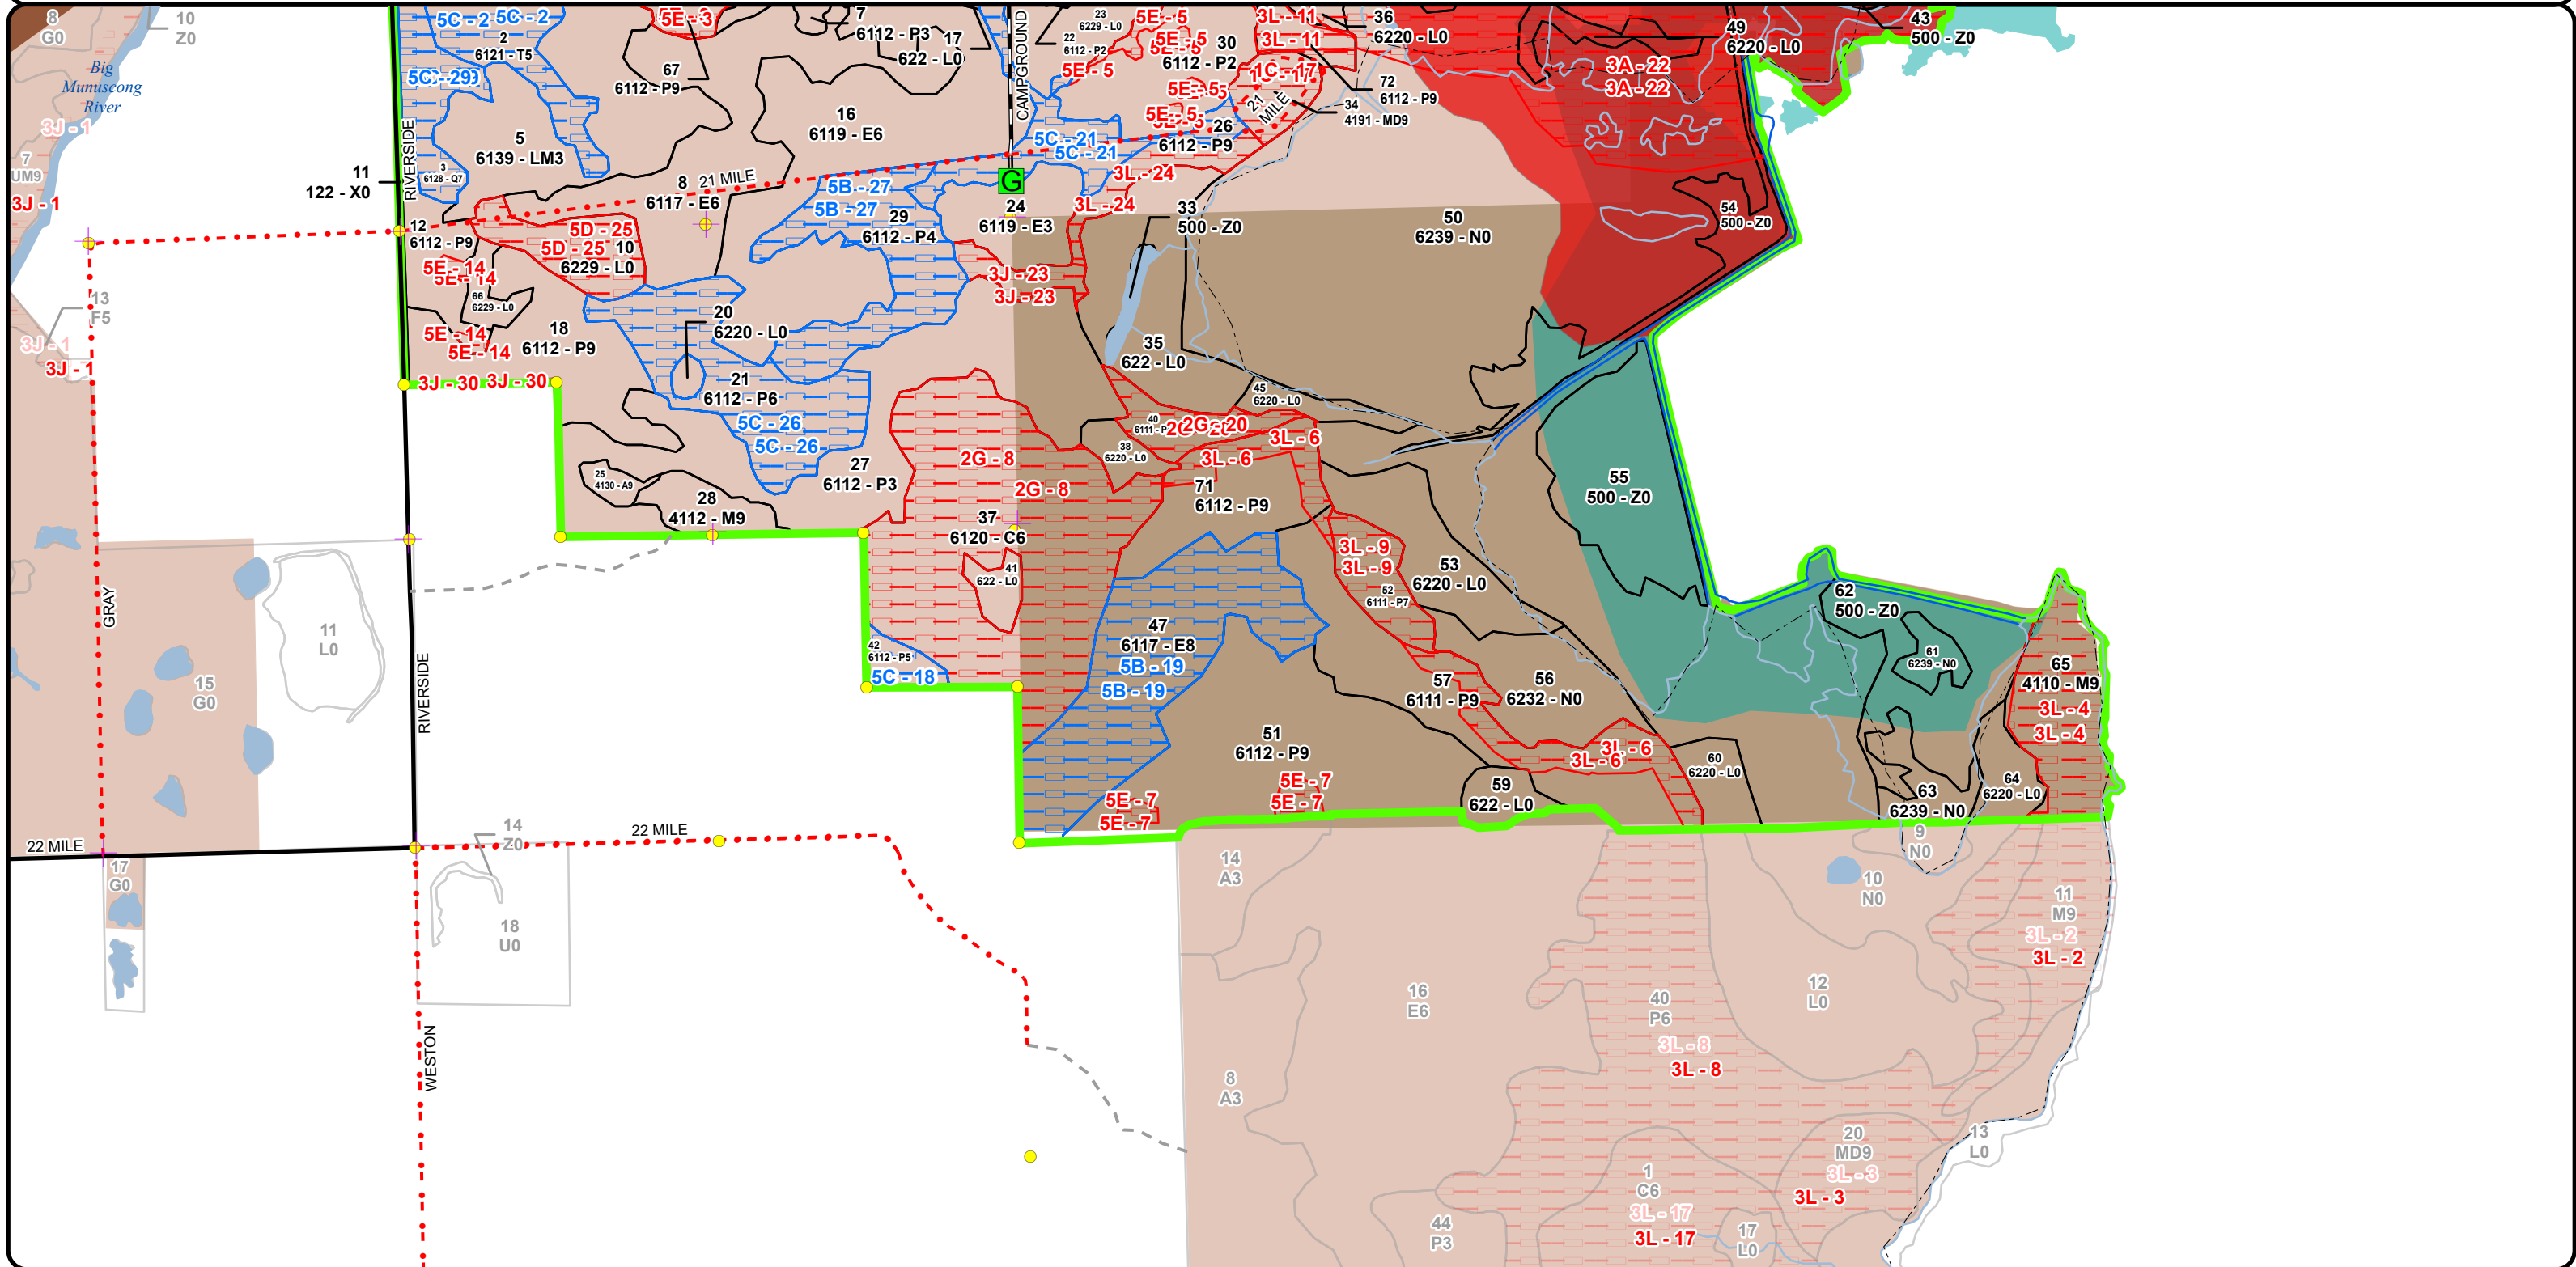 8
G0
10
Z0
Big
Munuscong
River
3J - 1
7
UM9
3J - 1
13
F5
3J - 1
3J - 1
GRAY
11
L0
15
G0
22 MILE
17
G0
14
Z0
18
U0
22 MILE
WESTON
RIVERSIDE
RIVERSIDE
11
122 - X0
5C - 2
5C - 2
2
6121 - T5
5
6139 - LM3
3
6128 - Q7
12
6112 - P9
5E - 14
5E - 14
66
6229 - L0
5E - 14
5E - 14
18
6112 - P9
3J - 30
3J - 30
5E - 3
67
6112 - P9
7
6112 - P3
17
622 - L0
16
6119 - E6
8
6117 - E6
21 MILE
5D - 25
5D - 25
10
6229 - L0
5B - 27
5B - 27
29
6112 - P4
20
6220 - L0
21
6112 - P6
5C - 26
5C - 26
25
4130 - A9
28
4112 - M9
27
6112 - P3
CAMPGROUND
G
24
6119 - E3
23
6229 - L0
22
6112 - P2
5E - 5
5E - 5
5E - 5
30
6112 - P2
5E - 5
5E - 5
26
6112 - P9
5C - 21
5C - 21
3L - 24
3L - 24
3L - 11
3L - 11
1C - 17
21
MILE
36
6220 - L0
72
6112 - P9
34
4191 - MD9
3J - 23
3J - 23
33
500 - Z0
35
622 - L0
50
6239 - N0
3A - 22
3A - 22
49
6220 - L0
43
500 - Z0
54
500 - Z0
45
6220 - L0
40
2G - 20
38
6220 - L0
3L - 6
3L - 6
71
6112 - P9
2G - 8
2G - 8
37
6120 - C6
41
622 - L0
42
6112 - P5
5C - 18
47
6117 - E8
5B - 19
5B - 19
51
6112 - P9
5E - 7
5E - 7
5E - 7
5E - 7
3L - 9
3L - 9
52
6111 - P7
53
6220 - L0
55
500 - Z0
57
6111 - P9
56
6232 - N0
3L - 6
3L - 6
59
622 - L0
60
6220 - L0
62
500 - Z0
61
6239 - N0
65
4110 - M9
3L - 4
3L - 4
64
6220 - L0
63
6239 - N0
9
N0
14
A3
10
N0
11
M9
3L - 2
3L - 2
16
E6
40
P6
12
L0
3L - 8
3L - 8
8
A3
20
MD9
13
L0
3L - 3
3L - 3
1
C6
3L - 17
3L - 17
44
P3
17
L0